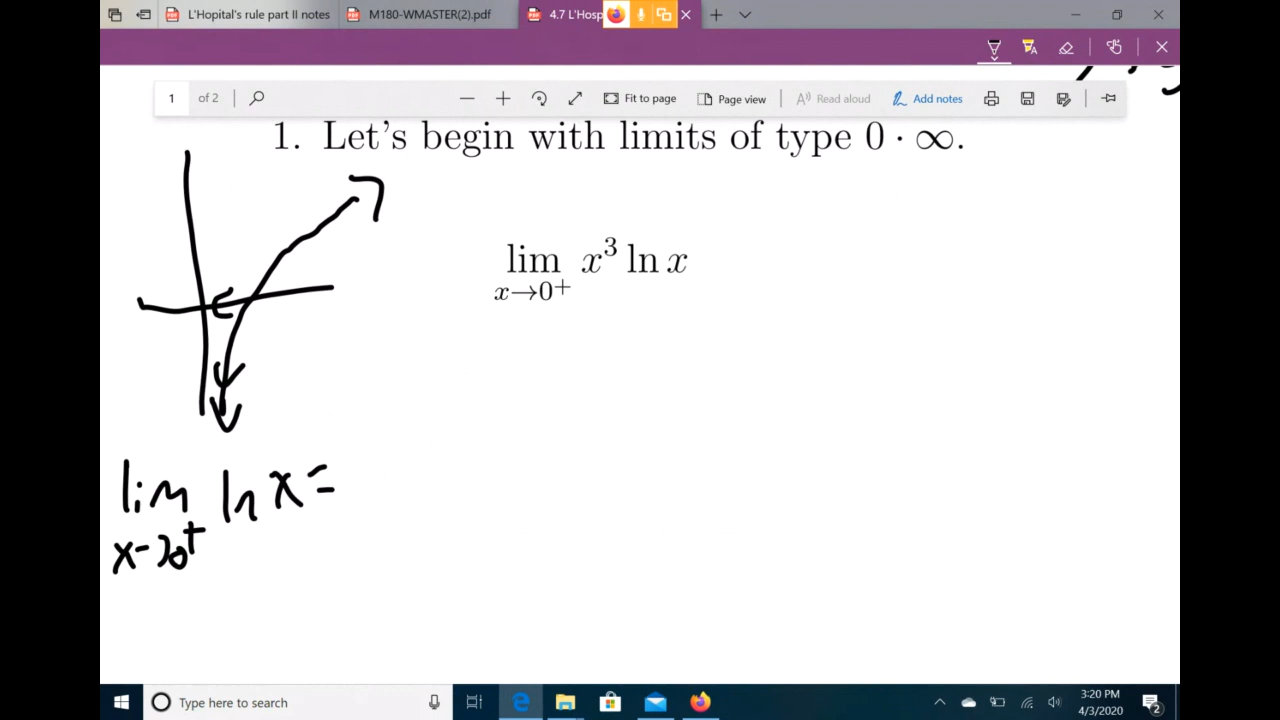 L'Hopital's rule part II notes
M180-WMASTER(2).pdf
4.7 L'Hosp
1 of 2
Fit to page
Page view
Read aloud
Add notes
1. Let's begin with limits of type 0 · ∞.
lim x³ ln x
x→0⁺
lim ln x =
x→0⁺
Type here to search
3:20 PM
4/3/2020
2